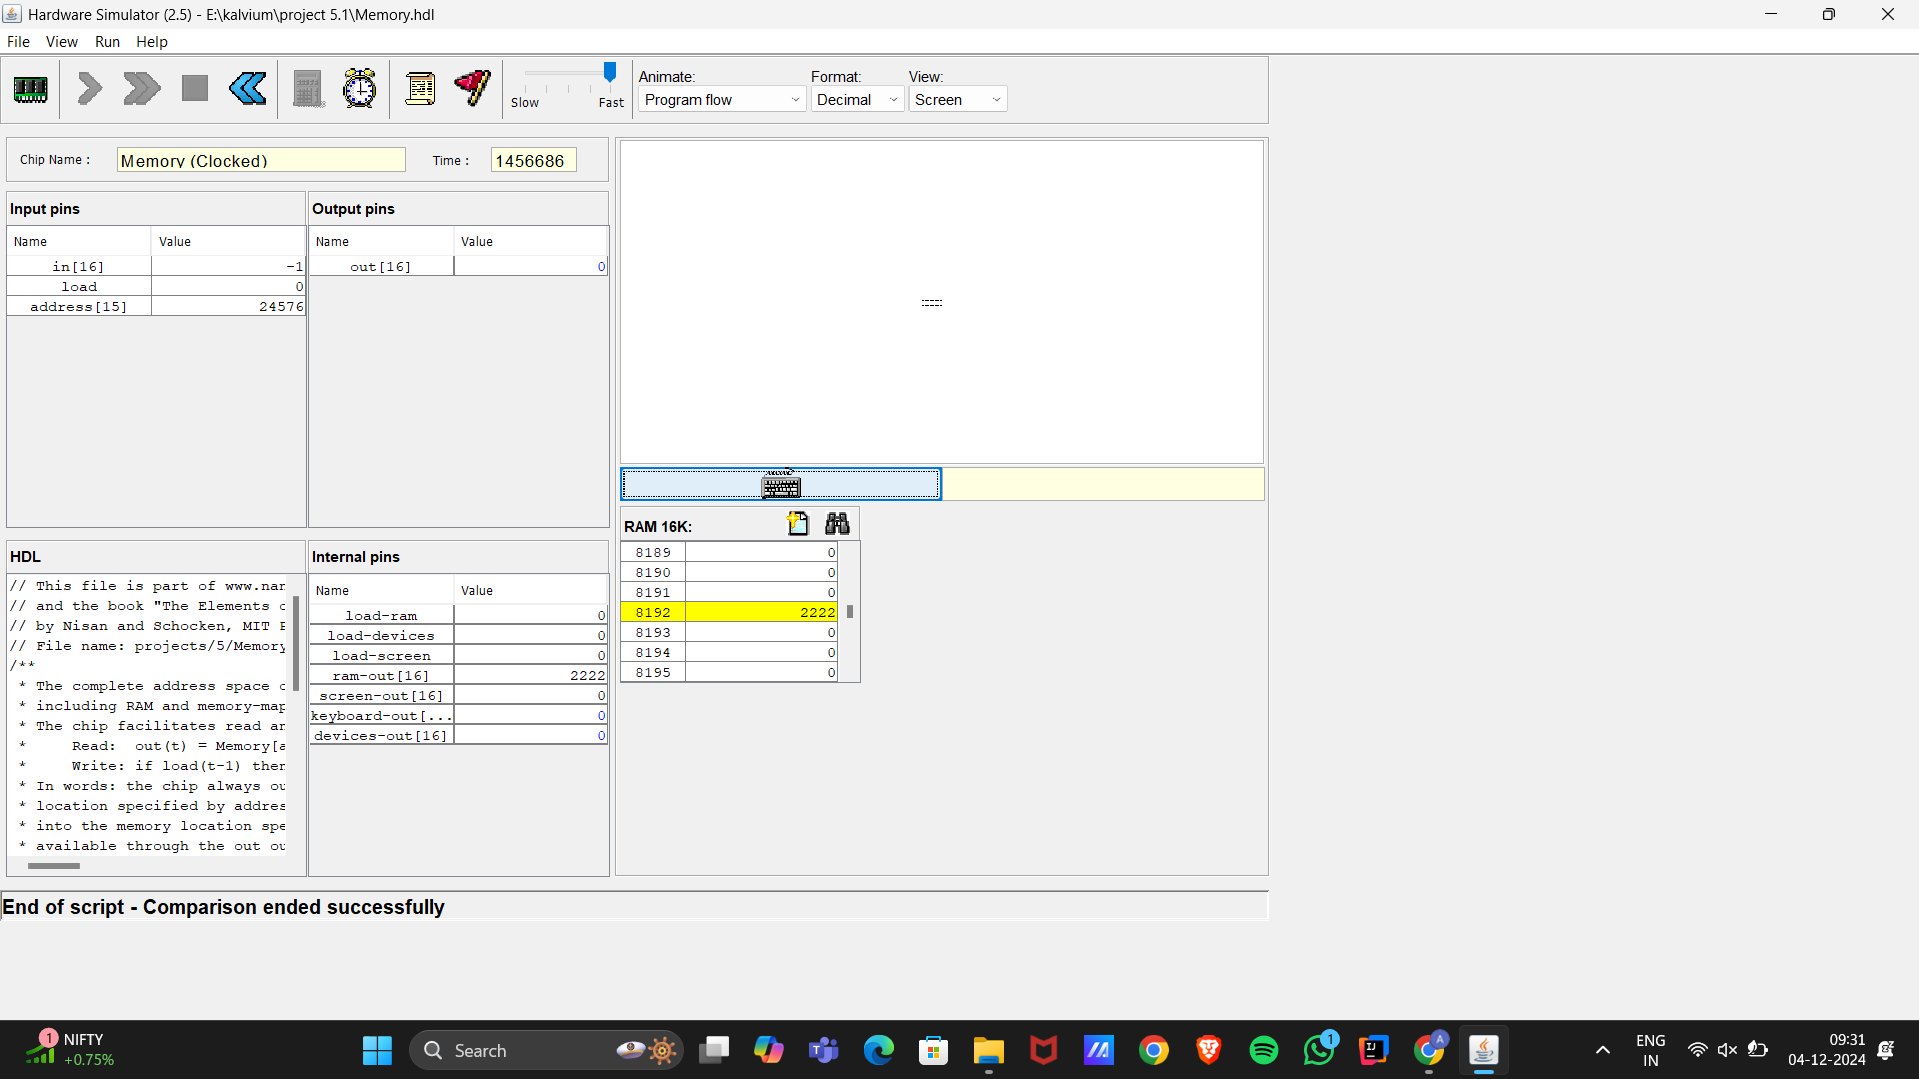 Hardware Simulator (2.5) - E:\kalvium\project 5.1\Memory.hdl
File View Run Help
Slow Fast
Animate: Format: View:
Program flow Decimal Screen
Chip Name : Memory (Clocked) Time : 1456686
Input pins
Name Value
in[16] -1
load 0
address[15] 24576
Output pins
Name Value
out[16] 0
HDL
// This file is part of www.nan
// and the book "The Elements o
// by Nisan and Schocken, MIT P
// File name: projects/5/Memory
/**
* The complete address space o
* including RAM and memory-map
* The chip facilitates read an
* Read: out(t) = Memory[a
* Write: if load(t-1) then
* In words: the chip always ou
* location specified by addres
* into the memory location spe
* available through the out ou
Internal pins
Name Value
load-ram 0
load-devices 0
load-screen 0
ram-out[16] 2222
screen-out[16] 0
keyboard-out[... 0
devices-out[16] 0
RAM 16K:
8189 0
8190 0
8191 0
8192 2222
8193 0
8194 0
8195 0
End of script - Comparison ended successfully
1
NIFTY
+0.75%
Search
1
A
ENG
IN
09:31
04-12-2024